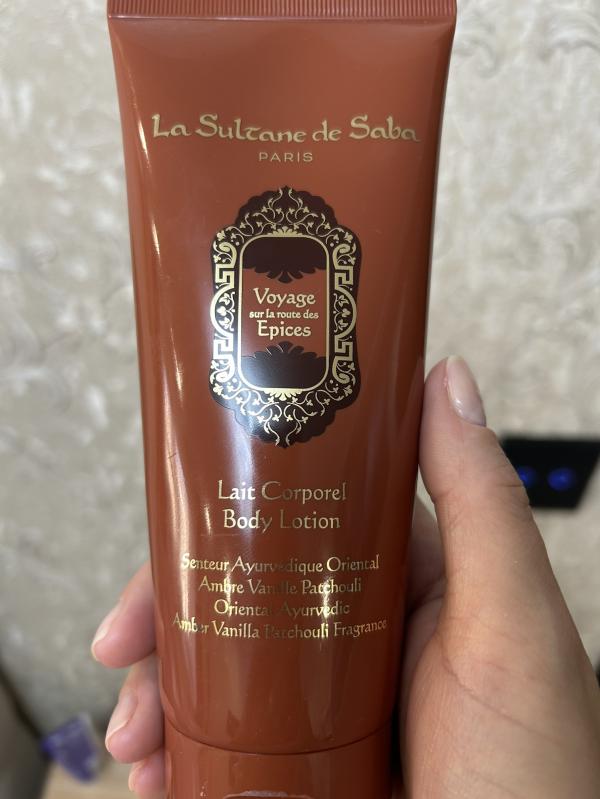 La Sultane de Saba
PARIS
Voyage
sur la route des
Epices
Lait Corporel
Body Lotion
Senteur Ayurvedique Oriental
Ambre Vanille Patchouli
Oriental Ayurvedic
Amber Vanilla Patchouli Fragrance